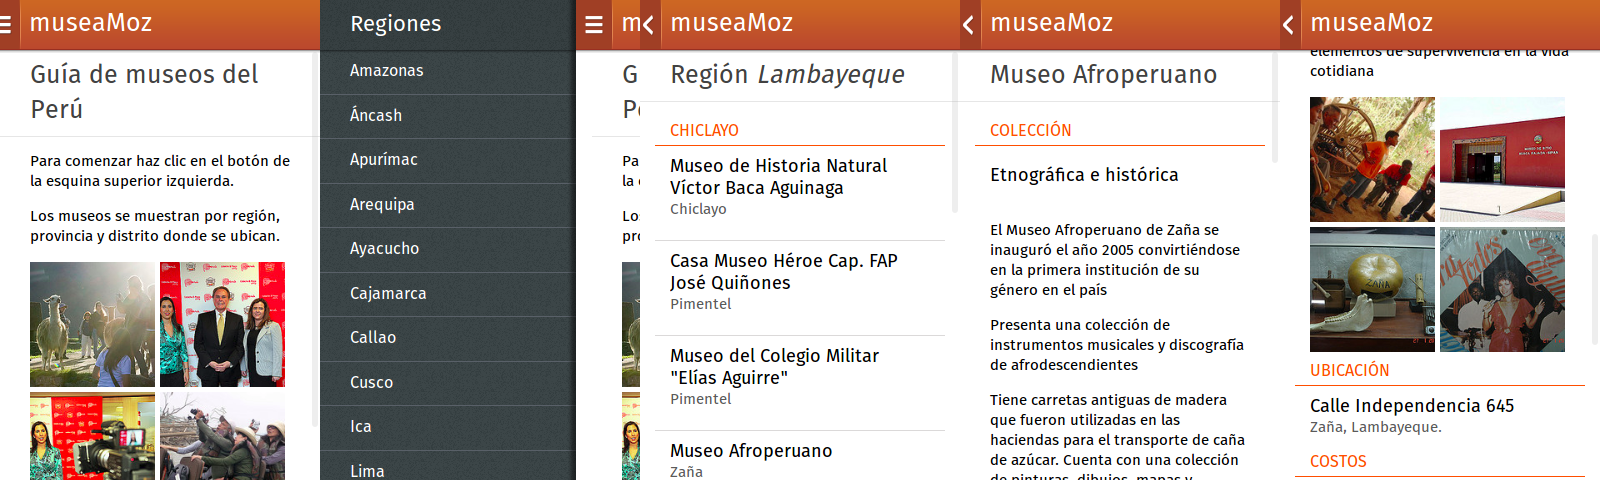 museaMoz
Guía de museos del
Perú
Para comenzar haz clic en el botón de
la esquina superior izquierda.
Los museos se muestran por región,
provincia y distrito donde se ubican.
Regiones
Amazonas
Áncash
Apurímac
Arequipa
Ayacucho
Cajamarca
Callao
Cusco
Ica
Lima
museaMoz
Región Lambayeque
CHICLAYO
Museo de Historia Natural
Víctor Baca Aguinaga
Chiclayo
Casa Museo Héroe Cap. FAP
José Quiñones
Pimentel
Museo del Colegio Militar
"Elías Aguirre"
Pimentel
Museo Afroperuano
Zaña
museaMoz
Museo Afroperuano
COLECCIÓN
Etnográfica e histórica
El Museo Afroperuano de Zaña se
inauguró el año 2005 convirtiéndose
en la primera institución de su
género en el país
Presenta una colección de
instrumentos musicales y discografía
de afrodescendientes
Tiene carretas antiguas de madera
que fueron utilizadas en las
haciendas para el transporte de caña
de azúcar. Cuenta con una colección
de pinturas, dibujos, mapas y
museaMoz
elementos de supervivencia en la vida
cotidiana
ZAÑA
UBICACIÓN
Calle Independencia 645
Zaña, Lambayeque.
COSTOS